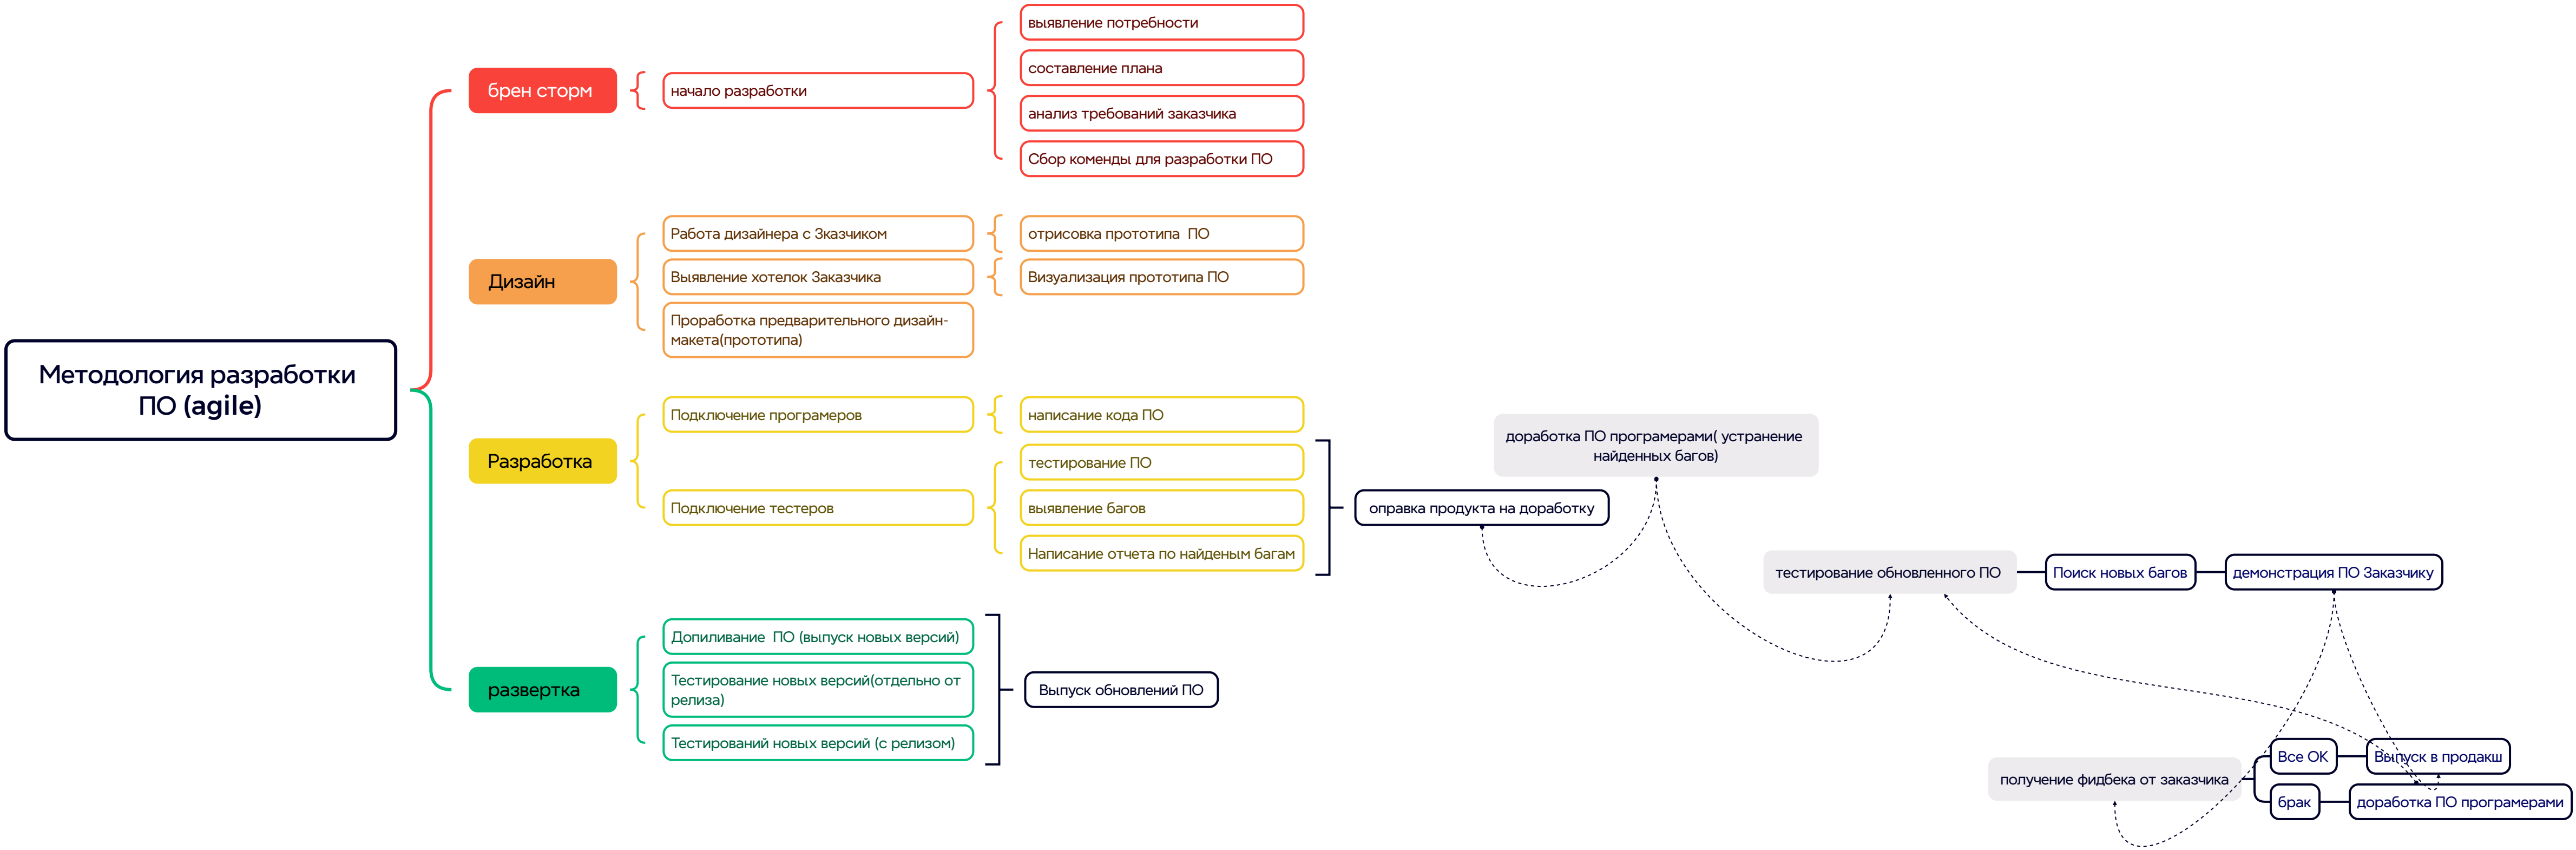 Методология разработки
ПО (agile)
брен сторм
начало разработки
выявление потребности
составление плана
анализ требований заказчика
Сбор коменды для разработки ПО
Дизайн
Работа дизайнера с Зказчиком
отрисовка прототипа  ПО
Выявление хотелок Заказчика
Визуализация прототипа ПО
Проработка предварительного дизайн-
макета(прототипа)
Разработка
Подключение програмеров
написание кода ПО
Подключение тестеров
тестирование ПО
выявление багов
Написание отчета по найденым багам
оправка продукта на доработку
доработка ПО програмерами( устранение
найденных багов)
тестирование обновленного ПО
Поиск новых багов
демонстрация ПО Заказчику
развертка
Допиливание  ПО (выпуск новых версий)
Тестирование новых версий(отдельно от
релиза)
Тестирований новых версий (с релизом)
Выпуск обновлений ПО
получение фидбека от заказчика
Все ОК
Выпуск в продакш
брак
доработка ПО програмерами